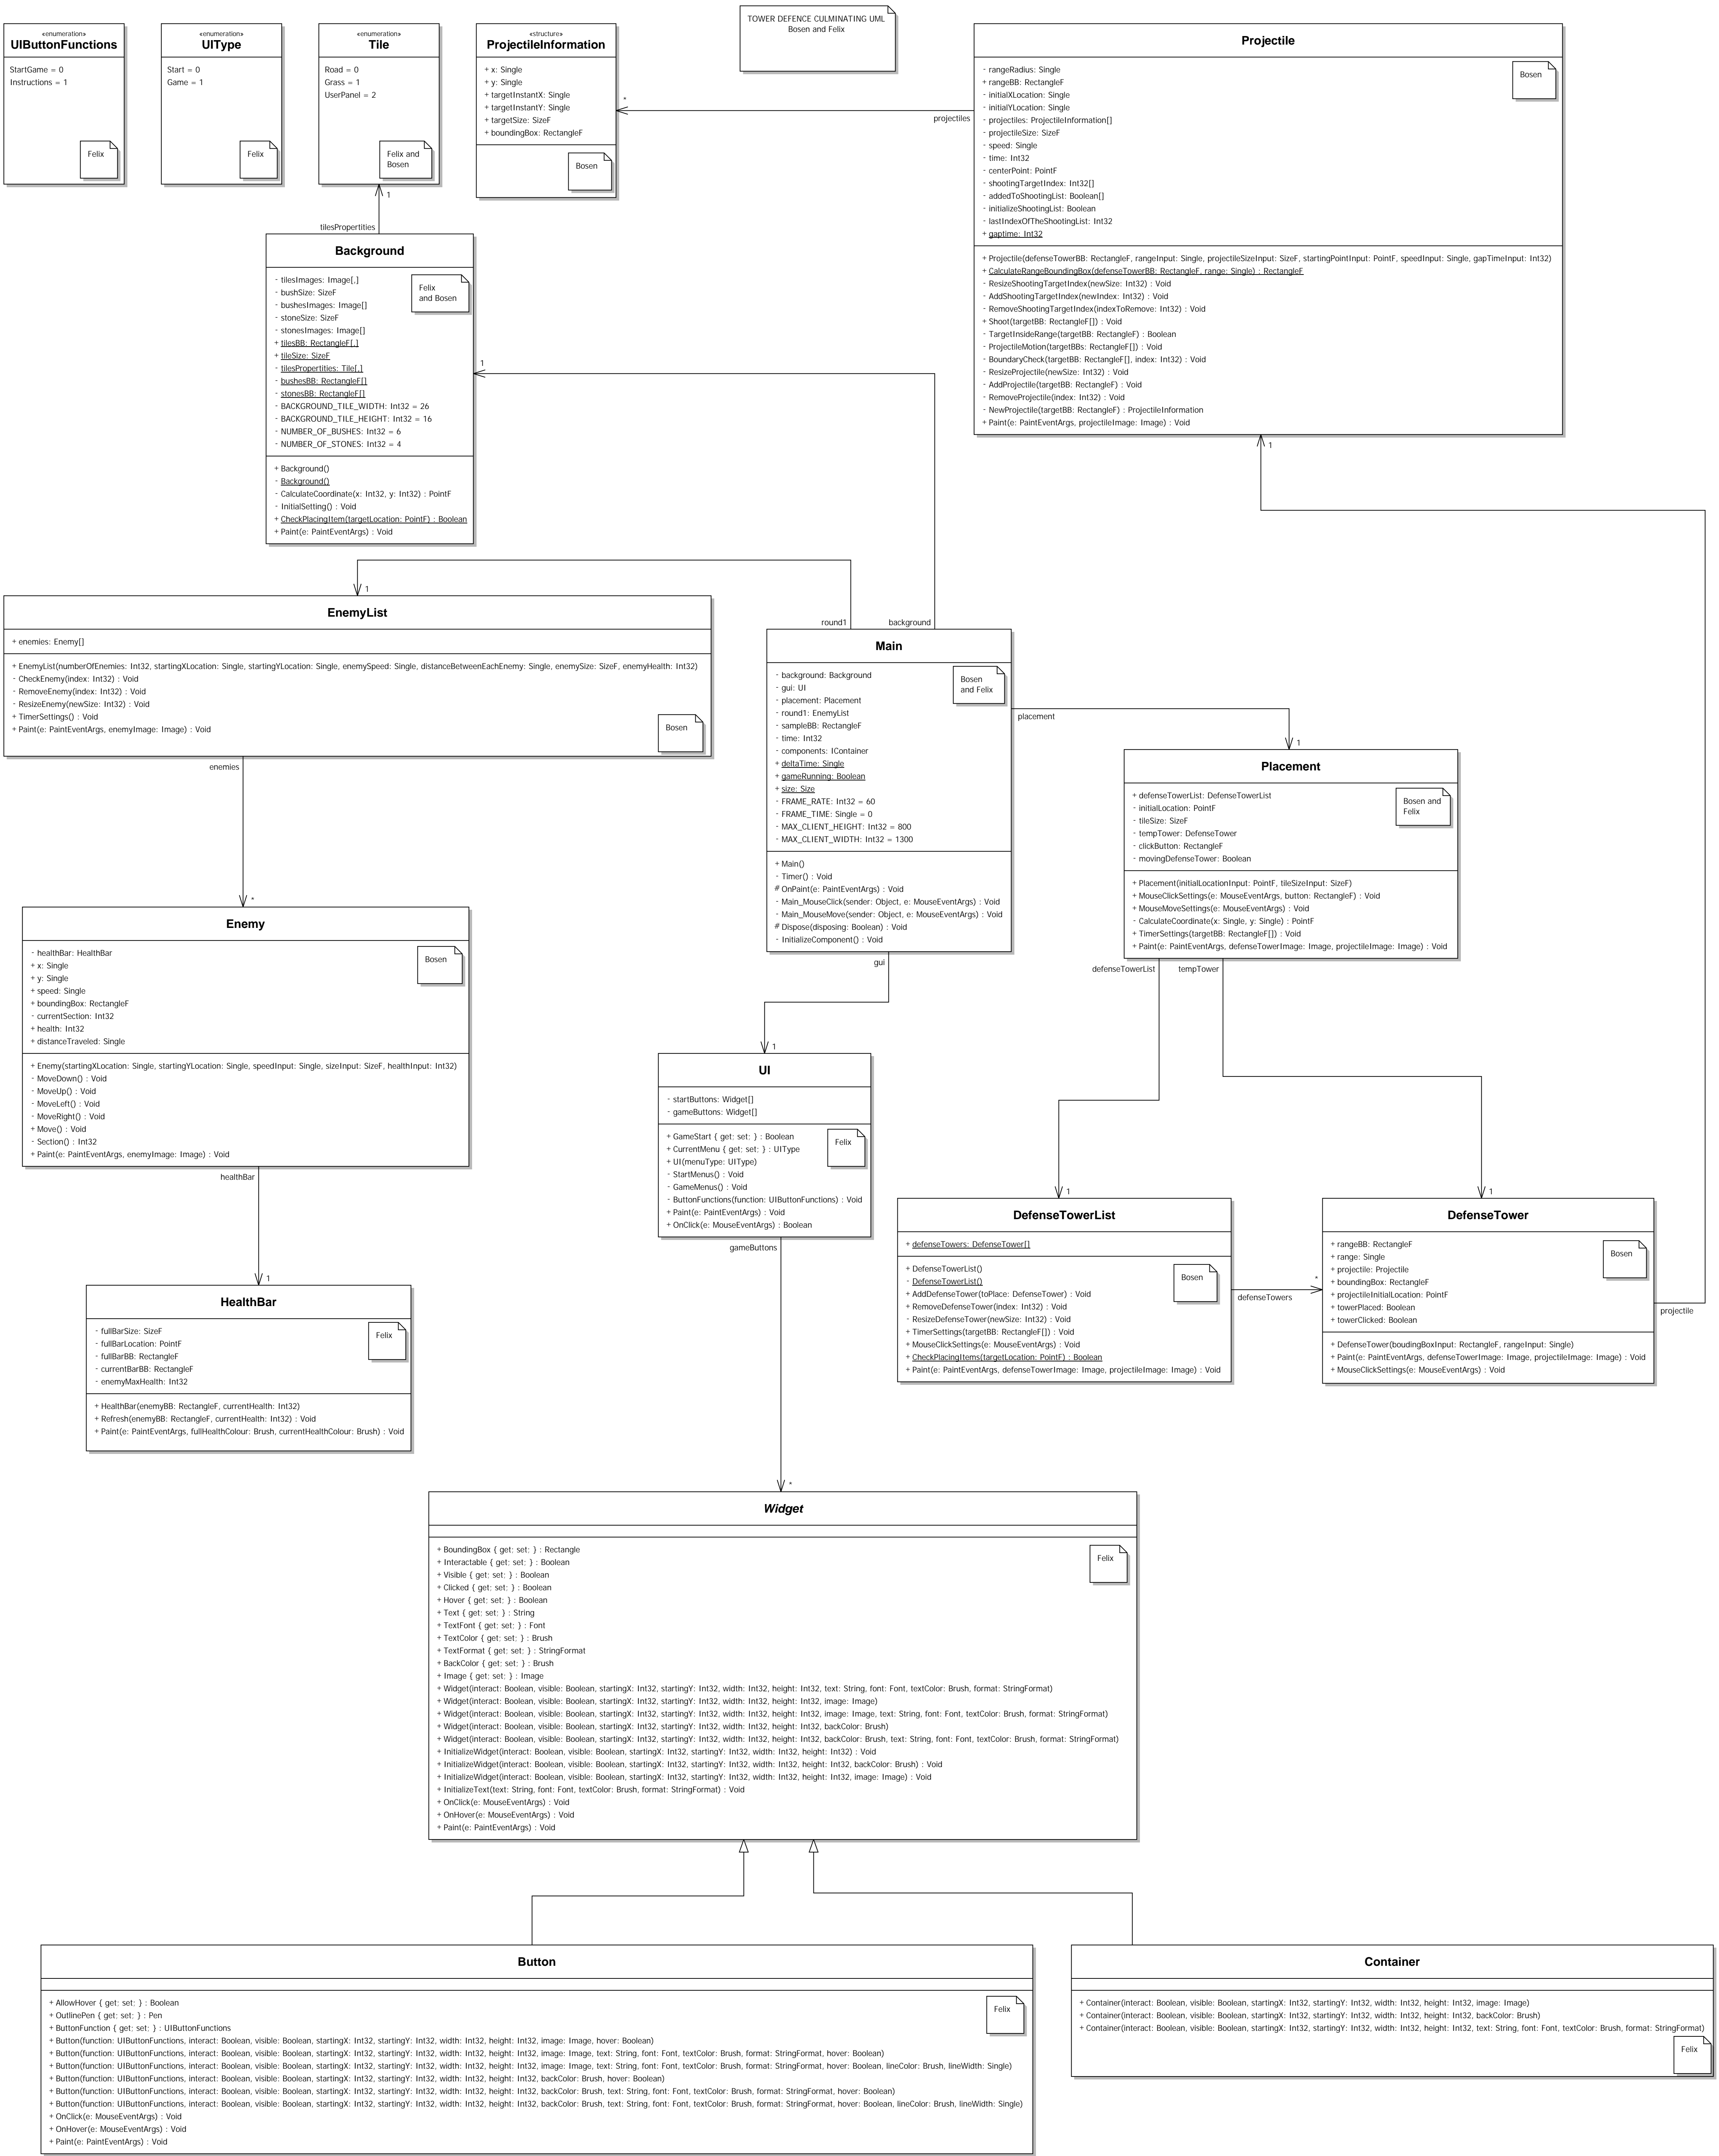 «enumeration»
UIButtonFunctions
StartGame = 0
Instructions = 1
Felix
«enumeration»
UIType
Start = 0
Game = 1
Felix
«enumeration»
Tile
Road = 0
Grass = 1
UserPanel = 2
Felix and
Bosen
«structure»
ProjectileInformation
+ x: Single
+ y: Single
+ targetInstantX: Single
+ targetInstantY: Single
+ targetSize: SizeF
+ boundingBox: RectangleF
Bosen
TOWER DEFENCE CULMINATING UML
Bosen and Felix
Projectile
- rangeRadius: Single
+ rangeBB: RectangleF
- initialXLocation: Single
- initialYLocation: Single
- projectiles: ProjectileInformation[]
- projectileSize: SizeF
- speed: Single
- time: Int32
- centerPoint: PointF
- shootingTargetIndex: Int32[]
- addedToShootingList: Boolean[]
- initializeShootingList: Boolean
- lastIndexOfTheShootingList: Int32
+ gaptime: Int32
Bosen
+ Projectile(defenseTowerBB: RectangleF, rangeInput: Single, projectileSizeInput: SizeF, startingPointInput: PointF, speedInput: Single, gapTimeInput: Int32)
+ CalculateRangeBoundingBox(defenseTowerBB: RectangleF, range: Single) : RectangleF
- ResizeShootingTargetIndex(newSize: Int32) : Void
- AddShootingTargetIndex(newIndex: Int32) : Void
- RemoveShootingTargetIndex(indexToRemove: Int32) : Void
+ Shoot(targetBB: RectangleF[]) : Void
- TargetInsideRange(targetBB: RectangleF) : Boolean
- ProjectileMotion(targetBBs: RectangleF[]) : Void
- BoundaryCheck(targetBB: RectangleF[], index: Int32) : Void
- ResizeProjectile(newSize: Int32) : Void
- AddProjectile(targetBB: RectangleF) : Void
- RemoveProjectile(index: Int32) : Void
- NewProjectile(targetBB: RectangleF) : ProjectileInformation
+ Paint(e: PaintEventArgs, projectileImage: Image) : Void
*
projectiles
1
tilesPropertities
Background
- tilesImages: Image[,]
- bushSize: SizeF
- bushesImages: Image[]
- stoneSize: SizeF
- stonesImages: Image[]
+ tilesBB: RectangleF[,]
+ tileSize: SizeF
- tilesPropertities: Tile[,]
- bushesBB: RectangleF[]
- stonesBB: RectangleF[]
- BACKGROUND_TILE_WIDTH: Int32 = 26
- BACKGROUND_TILE_HEIGHT: Int32 = 16
- NUMBER_OF_BUSHES: Int32 = 6
- NUMBER_OF_STONES: Int32 = 4
Felix
and Bosen
+ Background()
- Background()
- CalculateCoordinate(x: Int32, y: Int32) : PointF
- InitialSetting() : Void
+ CheckPlacingItem(targetLocation: PointF) : Boolean
+ Paint(e: PaintEventArgs) : Void
1
1
1
round1
background
EnemyList
+ enemies: Enemy[]
+ EnemyList(numberOfEnemies: Int32, startingXLocation: Single, startingYLocation: Single, enemySpeed: Single, distanceBetweenEachEnemy: Single, enemySize: SizeF, enemyHealth: Int32)
- CheckEnemy(index: Int32) : Void
- RemoveEnemy(index: Int32) : Void
- ResizeEnemy(newSize: Int32) : Void
+ TimerSettings() : Void
+ Paint(e: PaintEventArgs, enemyImage: Image) : Void
Bosen
Main
- background: Background
- gui: UI
- placement: Placement
- round1: EnemyList
- sampleBB: RectangleF
- time: Int32
- components: IContainer
+ deltaTime: Single
+ gameRunning: Boolean
+ size: Size
- FRAME_RATE: Int32 = 60
- FRAME_TIME: Single = 0
- MAX_CLIENT_HEIGHT: Int32 = 800
- MAX_CLIENT_WIDTH: Int32 = 1300
Bosen
and Felix
+ Main()
- Timer() : Void
# OnPaint(e: PaintEventArgs) : Void
- Main_MouseClick(sender: Object, e: MouseEventArgs) : Void
- Main_MouseMove(sender: Object, e: MouseEventArgs) : Void
# Dispose(disposing: Boolean) : Void
- InitializeComponent() : Void
placement
1
Placement
+ defenseTowerList: DefenseTowerList
- initialLocation: PointF
- tileSize: SizeF
- tempTower: DefenseTower
- clickButton: RectangleF
- movingDefenseTower: Boolean
Bosen and
Felix
+ Placement(initialLocationInput: PointF, tileSizeInput: SizeF)
+ MouseClickSettings(e: MouseEventArgs, button: RectangleF) : Void
+ MouseMoveSettings(e: MouseEventArgs) : Void
- CalculateCoordinate(x: Single, y: Single) : PointF
+ TimerSettings(targetBB: RectangleF[]) : Void
+ Paint(e: PaintEventArgs, defenseTowerImage: Image, projectileImage: Image) : Void
enemies
*
Enemy
- healthBar: HealthBar
+ x: Single
+ y: Single
+ speed: Single
+ boundingBox: RectangleF
- currentSection: Int32
+ health: Int32
+ distanceTraveled: Single
Bosen
+ Enemy(startingXLocation: Single, startingYLocation: Single, speedInput: Single, sizeInput: SizeF, healthInput: Int32)
- MoveDown() : Void
- MoveUp() : Void
- MoveLeft() : Void
- MoveRight() : Void
+ Move() : Void
- Section() : Int32
+ Paint(e: PaintEventArgs, enemyImage: Image) : Void
gui
1
defenseTowerList
tempTower
UI
- startButtons: Widget[]
- gameButtons: Widget[]
+ GameStart { get; set; } : Boolean
+ CurrentMenu { get; set; } : UIType
+ UI(menuType: UIType)
- StartMenus() : Void
- GameMenus() : Void
- ButtonFunctions(function: UIButtonFunctions) : Void
+ Paint(e: PaintEventArgs) : Void
+ OnClick(e: MouseEventArgs) : Boolean
Felix
healthBar
1
gameButtons
1
1
HealthBar
- fullBarSize: SizeF
- fullBarLocation: PointF
- fullBarBB: RectangleF
- currentBarBB: RectangleF
- enemyMaxHealth: Int32
Felix
+ HealthBar(enemyBB: RectangleF, currentHealth: Int32)
+ Refresh(enemyBB: RectangleF, currentHealth: Int32) : Void
+ Paint(e: PaintEventArgs, fullHealthColour: Brush, currentHealthColour: Brush) : Void
DefenseTowerList
+ defenseTowers: DefenseTower[]
+ DefenseTowerList()
- DefenseTowerList()
+ AddDefenseTower(toPlace: DefenseTower) : Void
+ RemoveDefenseTower(index: Int32) : Void
- ResizeDefenseTower(newSize: Int32) : Void
+ TimerSettings(targetBB: RectangleF[]) : Void
+ MouseClickSettings(e: MouseEventArgs) : Void
+ CheckPlacingItems(targetLocation: PointF) : Boolean
+ Paint(e: PaintEventArgs, defenseTowerImage: Image, projectileImage: Image) : Void
Bosen
*
defenseTowers
DefenseTower
+ rangeBB: RectangleF
+ range: Single
+ projectile: Projectile
+ boundingBox: RectangleF
+ projectileInitialLocation: PointF
+ towerPlaced: Boolean
+ towerClicked: Boolean
Bosen
+ DefenseTower(boudingBoxInput: RectangleF, rangeInput: Single)
+ Paint(e: PaintEventArgs, defenseTowerImage: Image, projectileImage: Image) : Void
+ MouseClickSettings(e: MouseEventArgs) : Void
projectile
*
Widget
+ BoundingBox { get; set; } : Rectangle
+ Interactable { get; set; } : Boolean
+ Visible { get; set; } : Boolean
+ Clicked { get; set; } : Boolean
+ Hover { get; set; } : Boolean
+ Text { get; set; } : String
+ TextFont { get; set; } : Font
+ TextColor { get; set; } : Brush
+ TextFormat { get; set; } : StringFormat
+ BackColor { get; set; } : Brush
+ Image { get; set; } : Image
+ Widget(interact: Boolean, visible: Boolean, startingX: Int32, startingY: Int32, width: Int32, height: Int32, text: String, font: Font, textColor: Brush, format: StringFormat)
+ Widget(interact: Boolean, visible: Boolean, startingX: Int32, startingY: Int32, width: Int32, height: Int32, image: Image)
+ Widget(interact: Boolean, visible: Boolean, startingX: Int32, startingY: Int32, width: Int32, height: Int32, image: Image, text: String, font: Font, textColor: Brush, format: StringFormat)
+ Widget(interact: Boolean, visible: Boolean, startingX: Int32, startingY: Int32, width: Int32, height: Int32, backColor: Brush)
+ Widget(interact: Boolean, visible: Boolean, startingX: Int32, startingY: Int32, width: Int32, height: Int32, backColor: Brush, text: String, font: Font, textColor: Brush, format: StringFormat)
+ InitializeWidget(interact: Boolean, visible: Boolean, startingX: Int32, startingY: Int32, width: Int32, height: Int32) : Void
+ InitializeWidget(interact: Boolean, visible: Boolean, startingX: Int32, startingY: Int32, width: Int32, height: Int32, backColor: Brush) : Void
+ InitializeWidget(interact: Boolean, visible: Boolean, startingX: Int32, startingY: Int32, width: Int32, height: Int32, image: Image) : Void
+ InitializeText(text: String, font: Font, textColor: Brush, format: StringFormat) : Void
+ OnClick(e: MouseEventArgs) : Void
+ OnHover(e: MouseEventArgs) : Void
+ Paint(e: PaintEventArgs) : Void
Felix
Button
+ AllowHover { get; set; } : Boolean
+ OutlinePen { get; set; } : Pen
+ ButtonFunction { get; set; } : UIButtonFunctions
+ Button(function: UIButtonFunctions, interact: Boolean, visible: Boolean, startingX: Int32, startingY: Int32, width: Int32, height: Int32, image: Image, hover: Boolean)
+ Button(function: UIButtonFunctions, interact: Boolean, visible: Boolean, startingX: Int32, startingY: Int32, width: Int32, height: Int32, image: Image, text: String, font: Font, textColor: Brush, format: StringFormat, hover: Boolean)
+ Button(function: UIButtonFunctions, interact: Boolean, visible: Boolean, startingX: Int32, startingY: Int32, width: Int32, height: Int32, image: Image, text: String, font: Font, textColor: Brush, format: StringFormat, hover: Boolean, lineColor: Brush, lineWidth: Single)
+ Button(function: UIButtonFunctions, interact: Boolean, visible: Boolean, startingX: Int32, startingY: Int32, width: Int32, height: Int32, backColor: Brush, hover: Boolean)
+ Button(function: UIButtonFunctions, interact: Boolean, visible: Boolean, startingX: Int32, startingY: Int32, width: Int32, height: Int32, backColor: Brush, text: String, font: Font, textColor: Brush, format: StringFormat, hover: Boolean)
+ Button(function: UIButtonFunctions, interact: Boolean, visible: Boolean, startingX: Int32, startingY: Int32, width: Int32, height: Int32, backColor: Brush, text: String, font: Font, textColor: Brush, format: StringFormat, hover: Boolean, lineColor: Brush, lineWidth: Single)
+ OnClick(e: MouseEventArgs) : Void
+ OnHover(e: MouseEventArgs) : Void
+ Paint(e: PaintEventArgs) : Void
Felix
Container
+ Container(interact: Boolean, visible: Boolean, startingX: Int32, startingY: Int32, width: Int32, height: Int32, image: Image)
+ Container(interact: Boolean, visible: Boolean, startingX: Int32, startingY: Int32, width: Int32, height: Int32, backColor: Brush)
+ Container(interact: Boolean, visible: Boolean, startingX: Int32, startingY: Int32, width: Int32, height: Int32, text: String, font: Font, textColor: Brush, format: StringFormat)
Felix